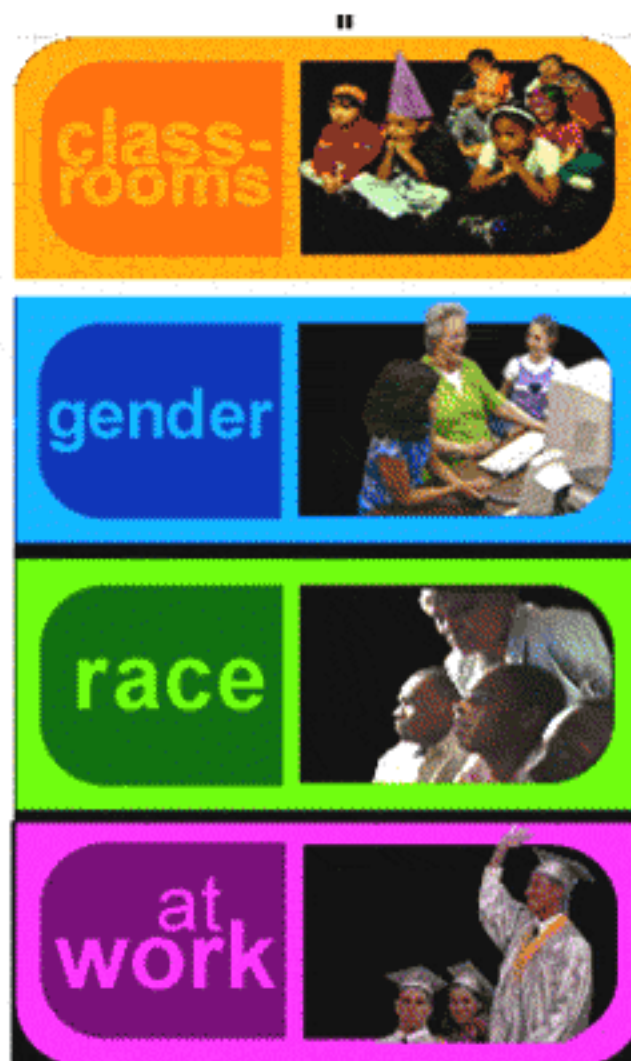 class-
rooms
gender
race
at
work